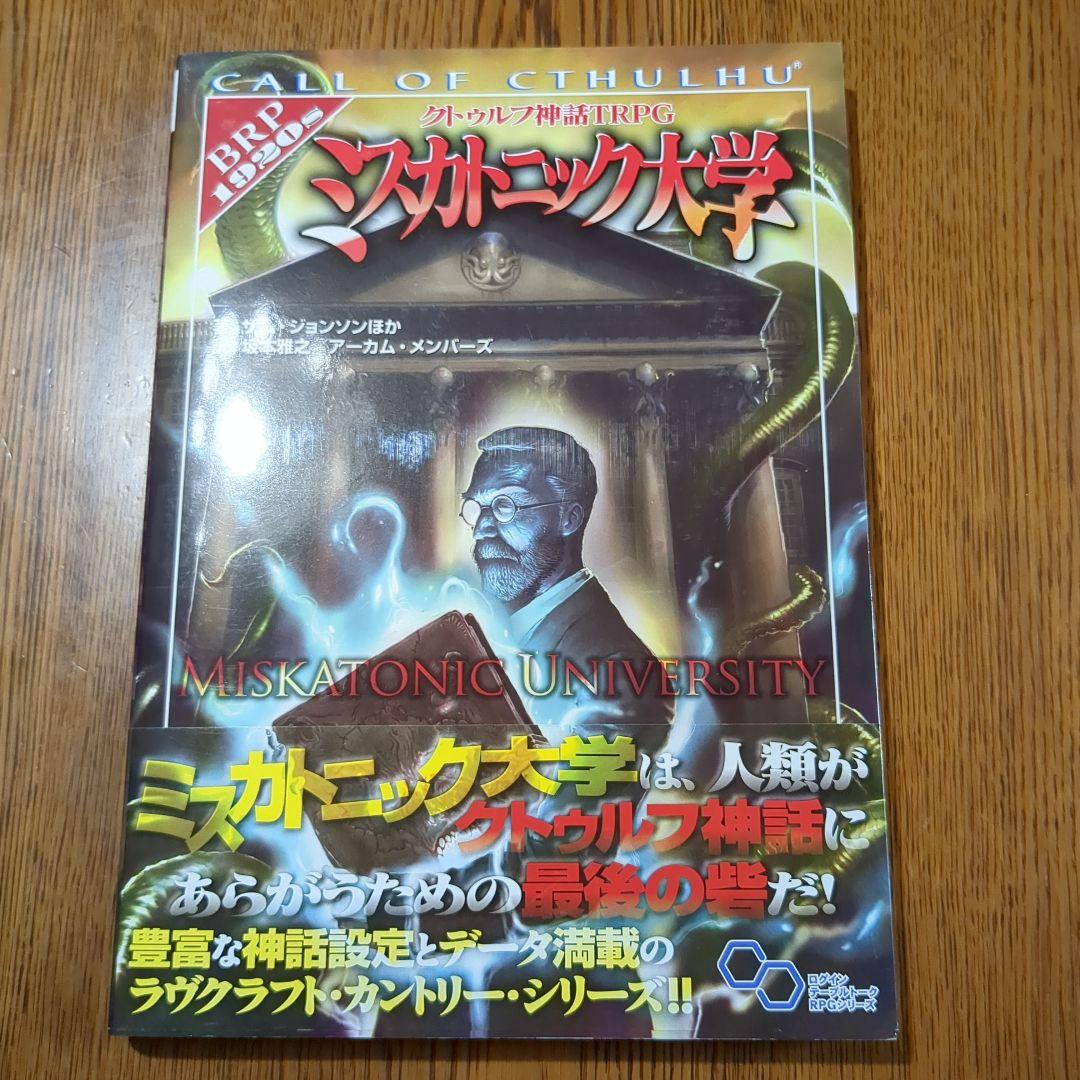 CALL OF CTHULHU®
BRP
1920s
クトゥルフ神話TRPG
ミスカトニック大学
ジョンソンほか
坂本雅之 アーカム・メンバーズ
MISKATONIC UNIVERSITY
ミスカトニック大学は、人類が
クトゥルフ神話に
あらがうための最後の砦だ!
豊富な神話設定とデータ満載の
ラヴクラフト・カントリー・シリーズ!!
ログイン
テーブルトーク
RPGシリーズ